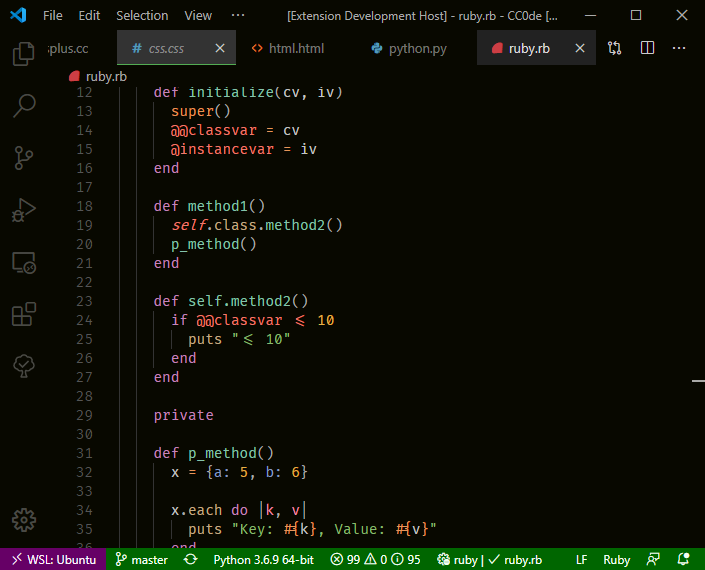 File Edit Selection View ··· [Extension Development Host] - ruby.rb - CC0de [...
:plus.cc # css.css <> html.html python.py ruby.rb ···
ruby.rb
12 def initialize(cv, iv)
13 super()
14 @@classvar = cv
15 @instancevar = iv
16 end
17
18 def method1()
19 self.class.method2()
20 p_method()
21 end
22
23 def self.method2()
24 if @@classvar <= 10
25 puts "<= 10"
26 end
27 end
28
29 private
30
31 def p_method()
32 x = {a: 5, b: 6}
33
34 x.each do |k, v|
35 puts "Key: #{k}, Value: #{v}"
end
WSL: Ubuntu master Python 3.6.9 64-bit 99 0 95 ruby | ✓ ruby.rb LF Ruby